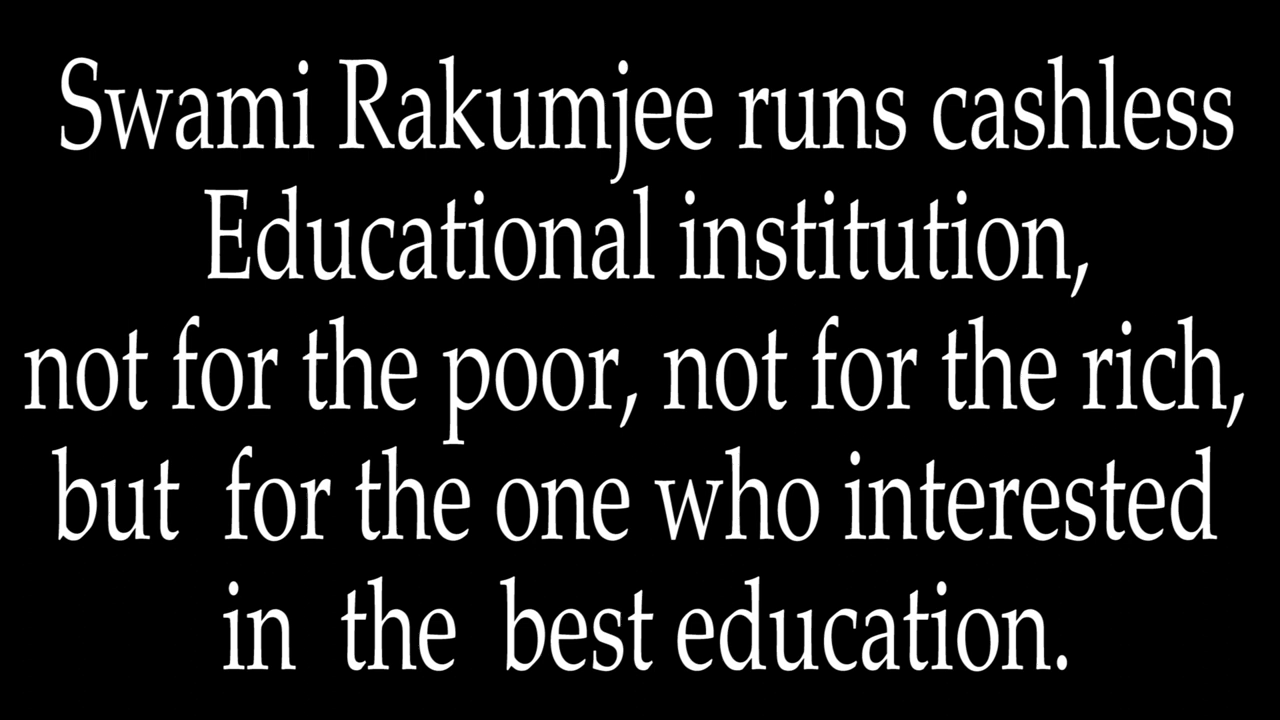 Swami Rakumjee runs cashless
Educational institution,
not for the poor, not for the rich,
but for the one who interested
in the best education.